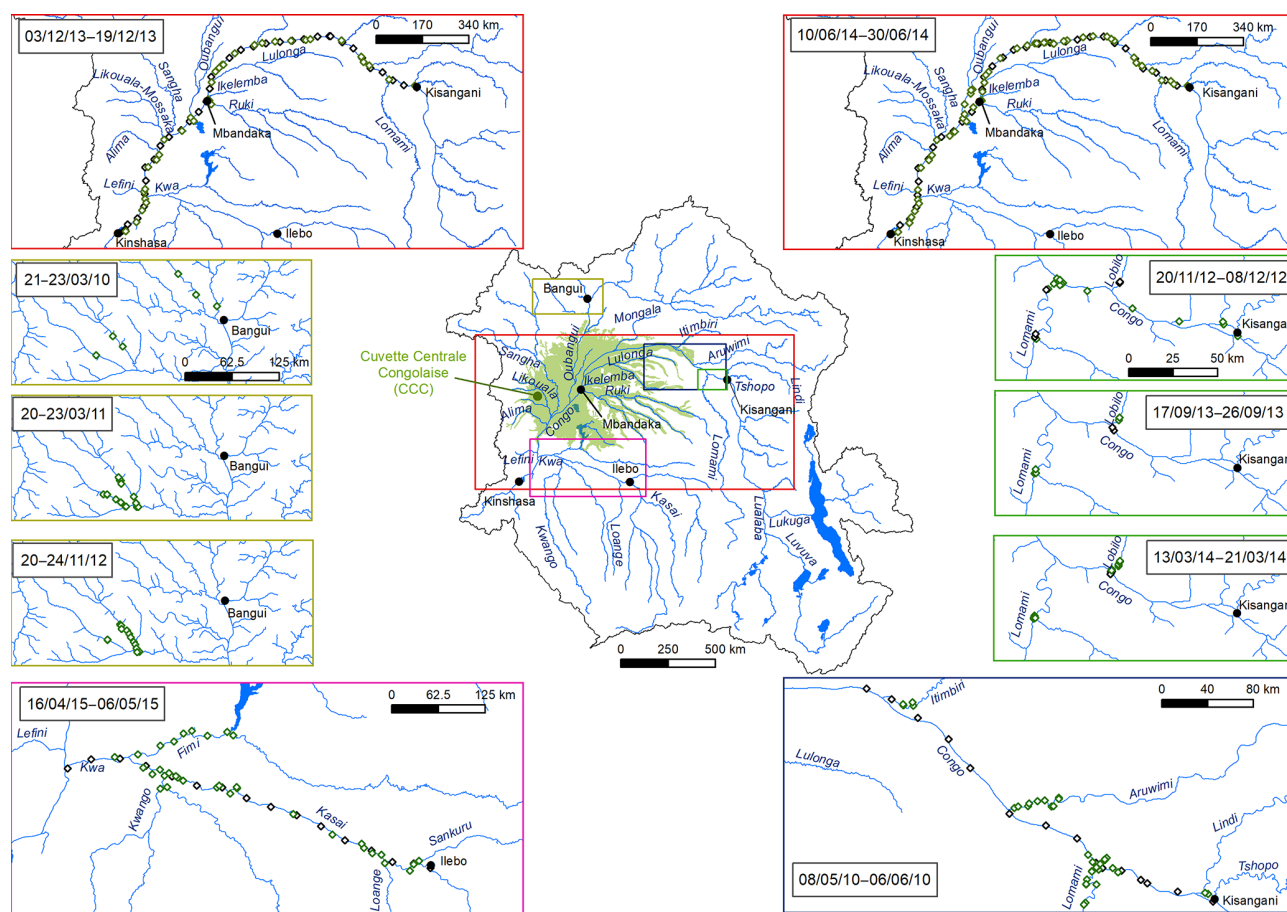 03/12/13–19/12/13
0 170 340 km
Oubangui
Sangha
Likouala-Mossaka
Lulonga
Ikelemba
Ruki
Kisangani
Mbandaka
Alima
Lomami
Lefini
Kwa
Kinshasa
Ilebo
10/06/14–30/06/14
0 170 340 km
Oubangui
Sangha
Likouala-Mossaka
Lulonga
Ikelemba
Ruki
Kisangani
Mbandaka
Alima
Lomami
Lefini
Kwa
Kinshasa
Ilebo
21–23/03/10
Bangui
0 62.5 125 km
20–23/03/11
Bangui
20–24/11/12
Bangui
Bangui
Mongala
Oubangui
Itimbiri
Sangha
Lulonga
Aruwimi
Cuvette Centrale
Congolaise
(CCC)
Likouala
Ikelemba
Ruki
Tshopo
Lindi
Alima
Congo
Kisangani
Mbandaka
Lefini
Kwa
Ilebo
Lomami
Kinshasa
Kasai
Lualaba
Lukuga
Kwango
Loange
Luvuva
0 250 500 km
20/11/12–08/12/12
Lobilo
Congo
Lomami
Kisanga
0 25 50 km
17/09/13–26/09/13
Lobilo
Congo
Lomami
Kisangan
13/03/14–21/03/14
Lobilo
Congo
Lomami
Kisangan
16/04/15–06/05/15
0 62.5 125 km
Lefini
Fimi
Kwa
Kwango
Kasai
Sankuru
Ilebo
Loange
0 40 80 km
Itimbiri
Congo
Lulonga
Aruwimi
Lindi
Lomami
Tshopo
Kisangani
08/05/10–06/06/10